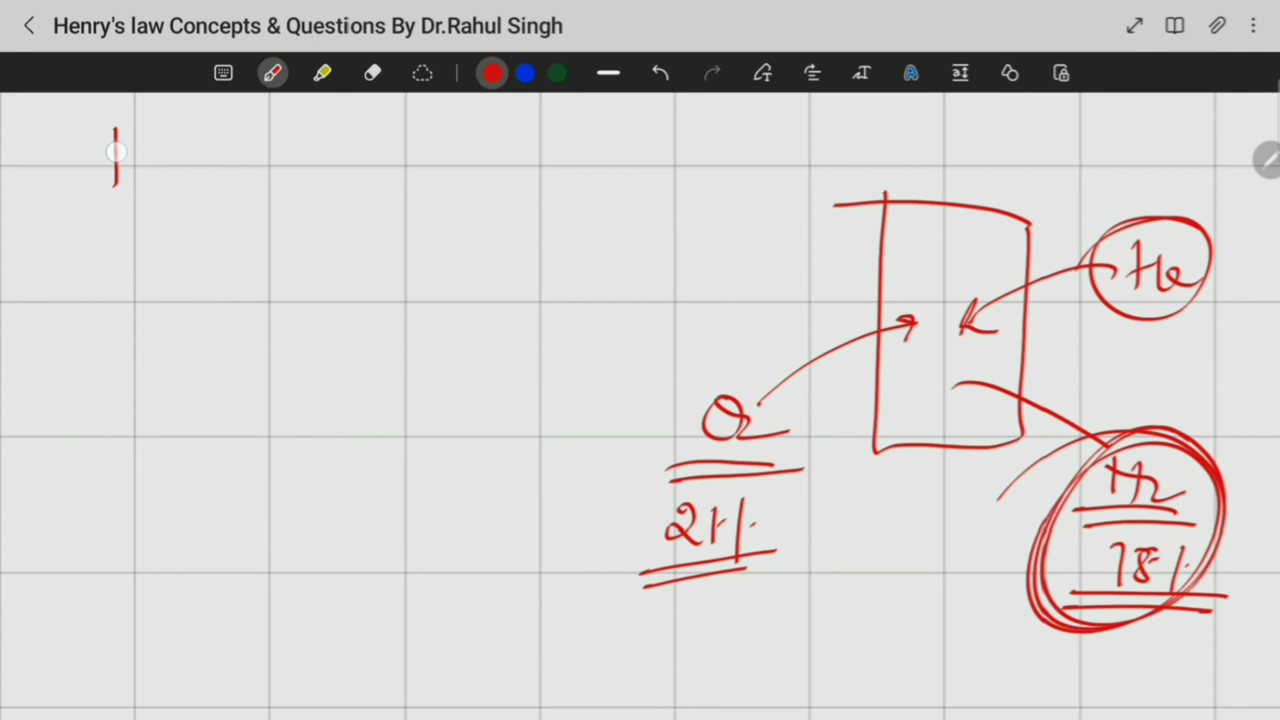 Henry's law Concepts & Questions By Dr.Rahul Singh
He
O2
21%
N2
78%